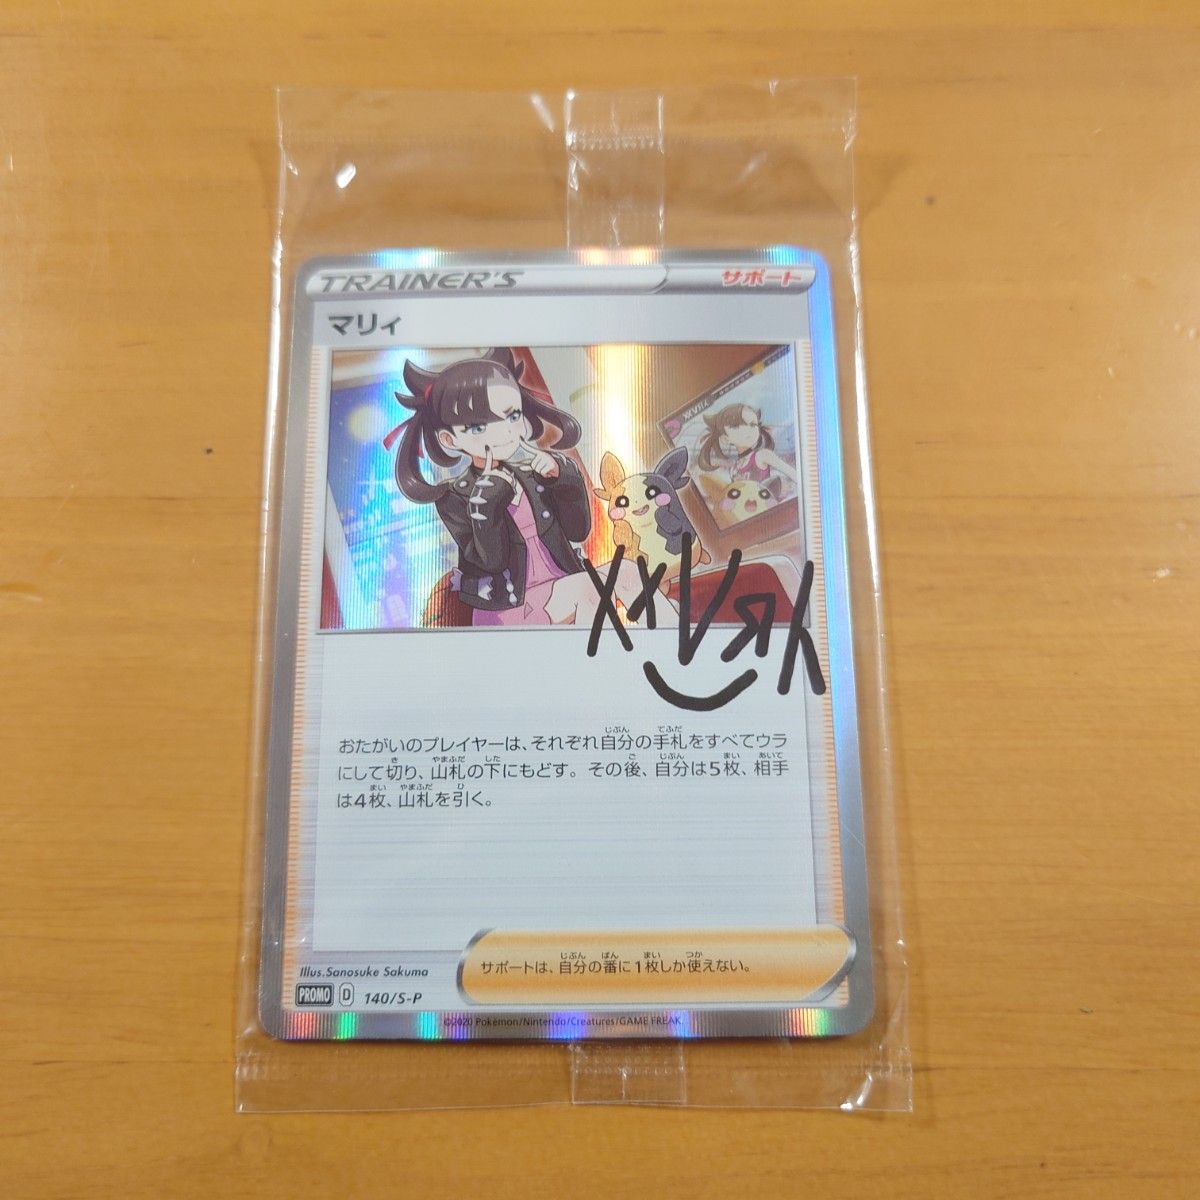 TRAINER'S
サポート
マリィ
おたがいのプレイヤーは、それぞれ自分の手札をすべてウラ
にして切り、山札の下にもどす。その後、自分は5枚、相手
は4枚、山札を引く。
サポートは、自分の番に1枚しか使えない。
Illus.Sanosuke Sakuma
PROMO D 140/S-P
©2020 Pokémon/Nintendo/Creatures/GAME FREAK.